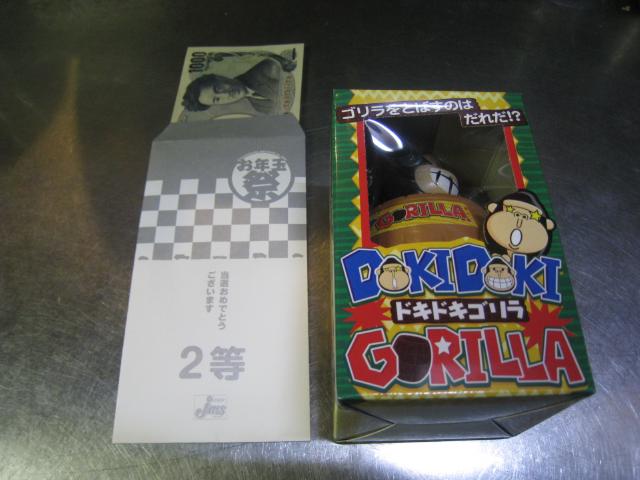 1000
お年玉
祭
当選おめでとう
ございます
2等
jms
ゴリラをとばすのは
だれだ!?
GORILLA
DOKIDOKI
ドキドキゴリラ
GORILLA